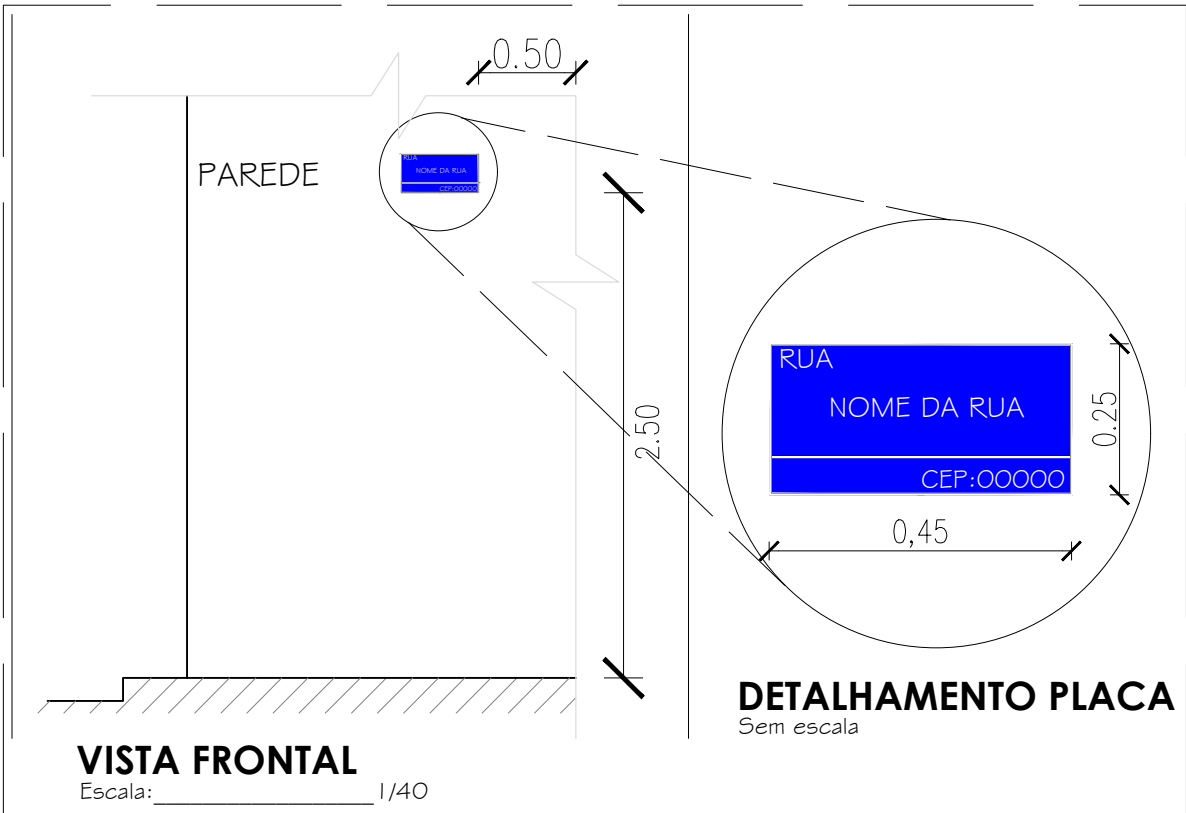 0.50
PAREDE
RUA
NOME DA RUA
CEP:00000
2.50
RUA
NOME DA RUA
CEP:00000
0.25
0,45
DETALHAMENTO PLACA
Sem escala
VISTA FRONTAL
Escala:__________________ 1/40